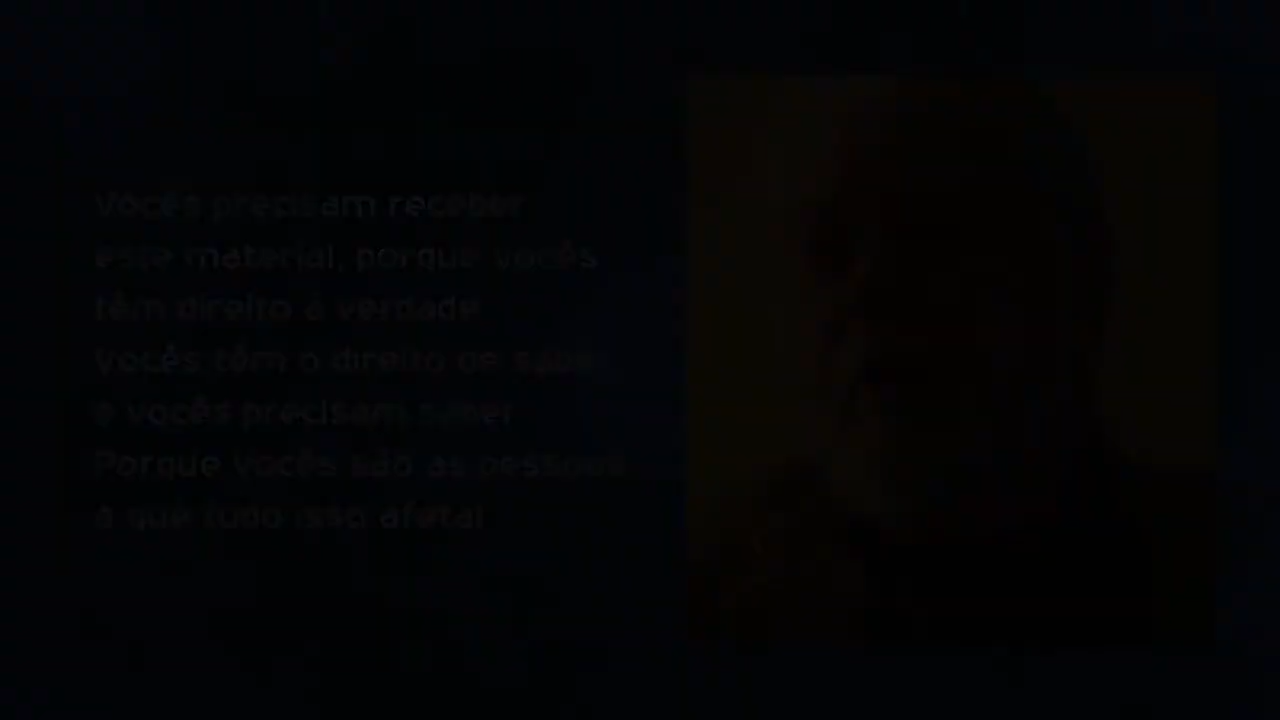 Vocês precisam receber
este material, porque vocês
têm direito à verdade
Vocês têm o direito de saber
e vocês precisam saber
Porque vocês são as pessoas
a que tudo isso afeta!